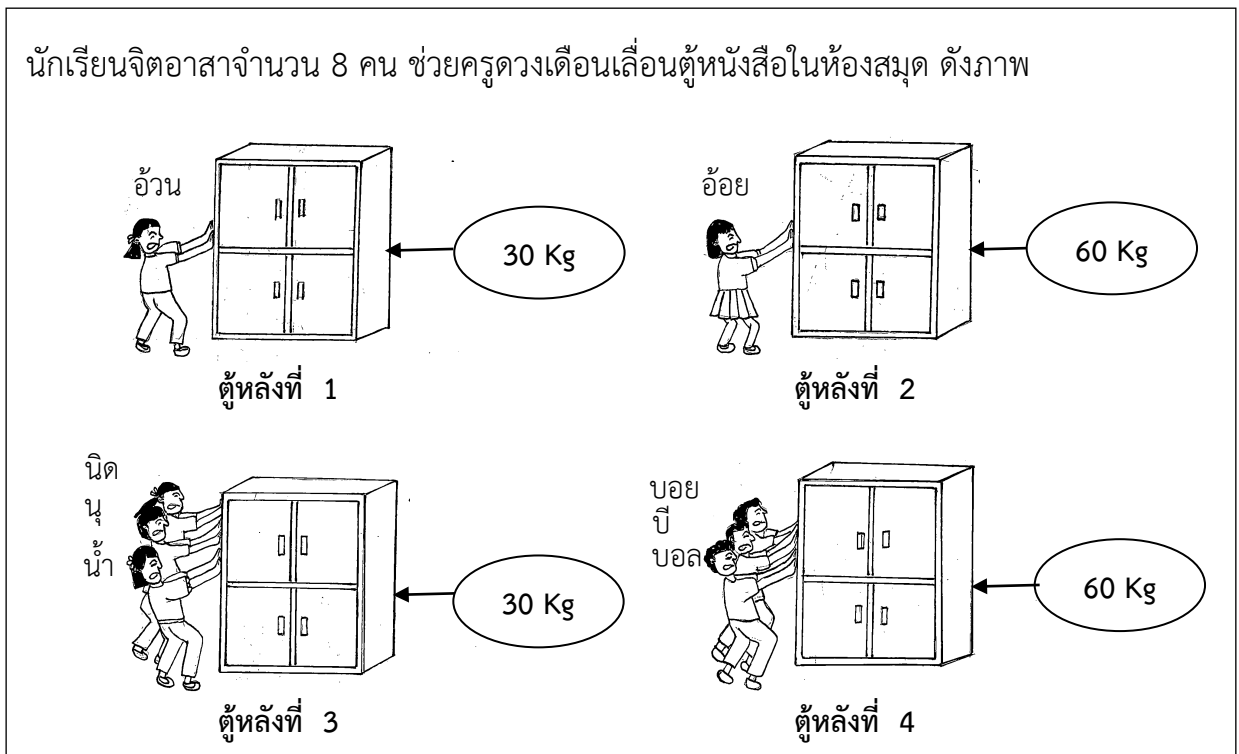 นักเรียนจิตอาสาจำนวน 8 คน ช่วยครูดวงเดือนเลื่อนตู้หนังสือในห้องสมุด ดังภาพ
อ้วน
30 Kg
ตู้หลังที่ 1
อ้อย
60 Kg
ตู้หลังที่ 2
นิด
นุ
น้ำ
30 Kg
ตู้หลังที่ 3
บอย
บี
บอล
60 Kg
ตู้หลังที่ 4